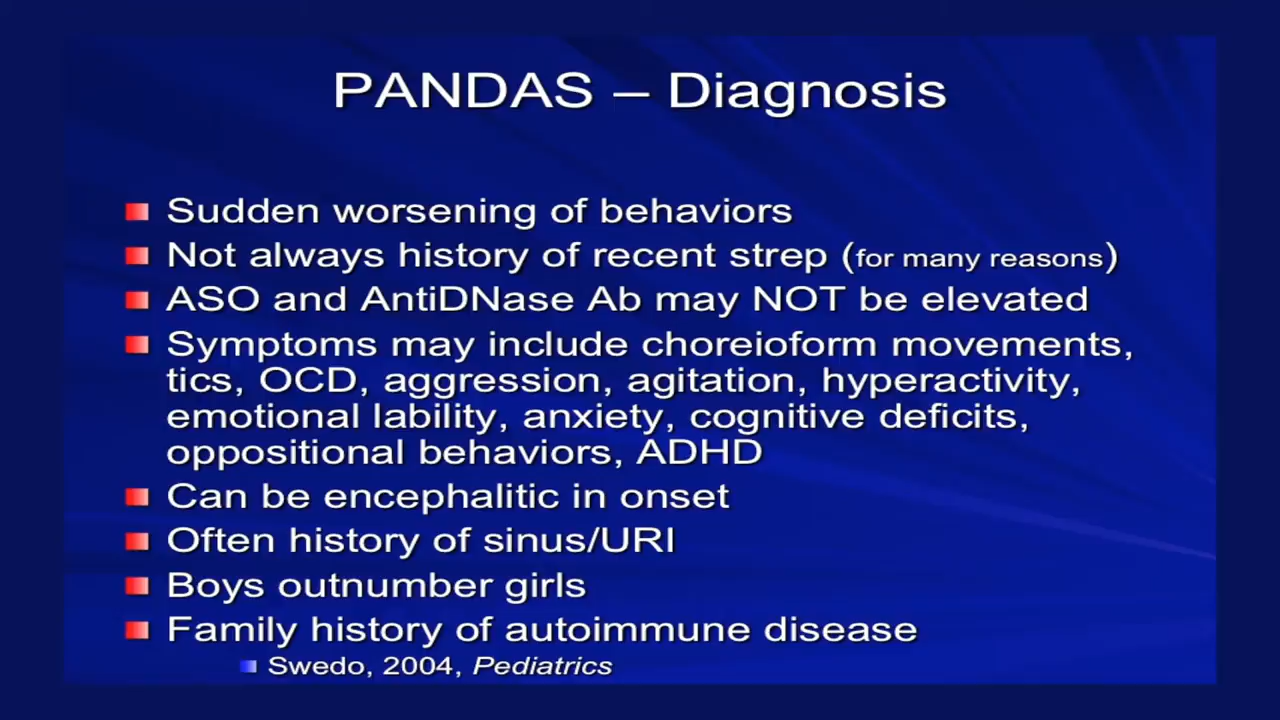 PANDAS – Diagnosis
Sudden worsening of behaviors
Not always history of recent strep (for many reasons)
ASO and AntiDNase Ab may NOT be elevated
Symptoms may include choreioform movements,
tics, OCD, aggression, agitation, hyperactivity,
emotional lability, anxiety, cognitive deficits,
oppositional behaviors, ADHD
Can be encephalitic in onset
Often history of sinus/URI
Boys outnumber girls
Family history of autoimmune disease
Swedo, 2004, Pediatrics